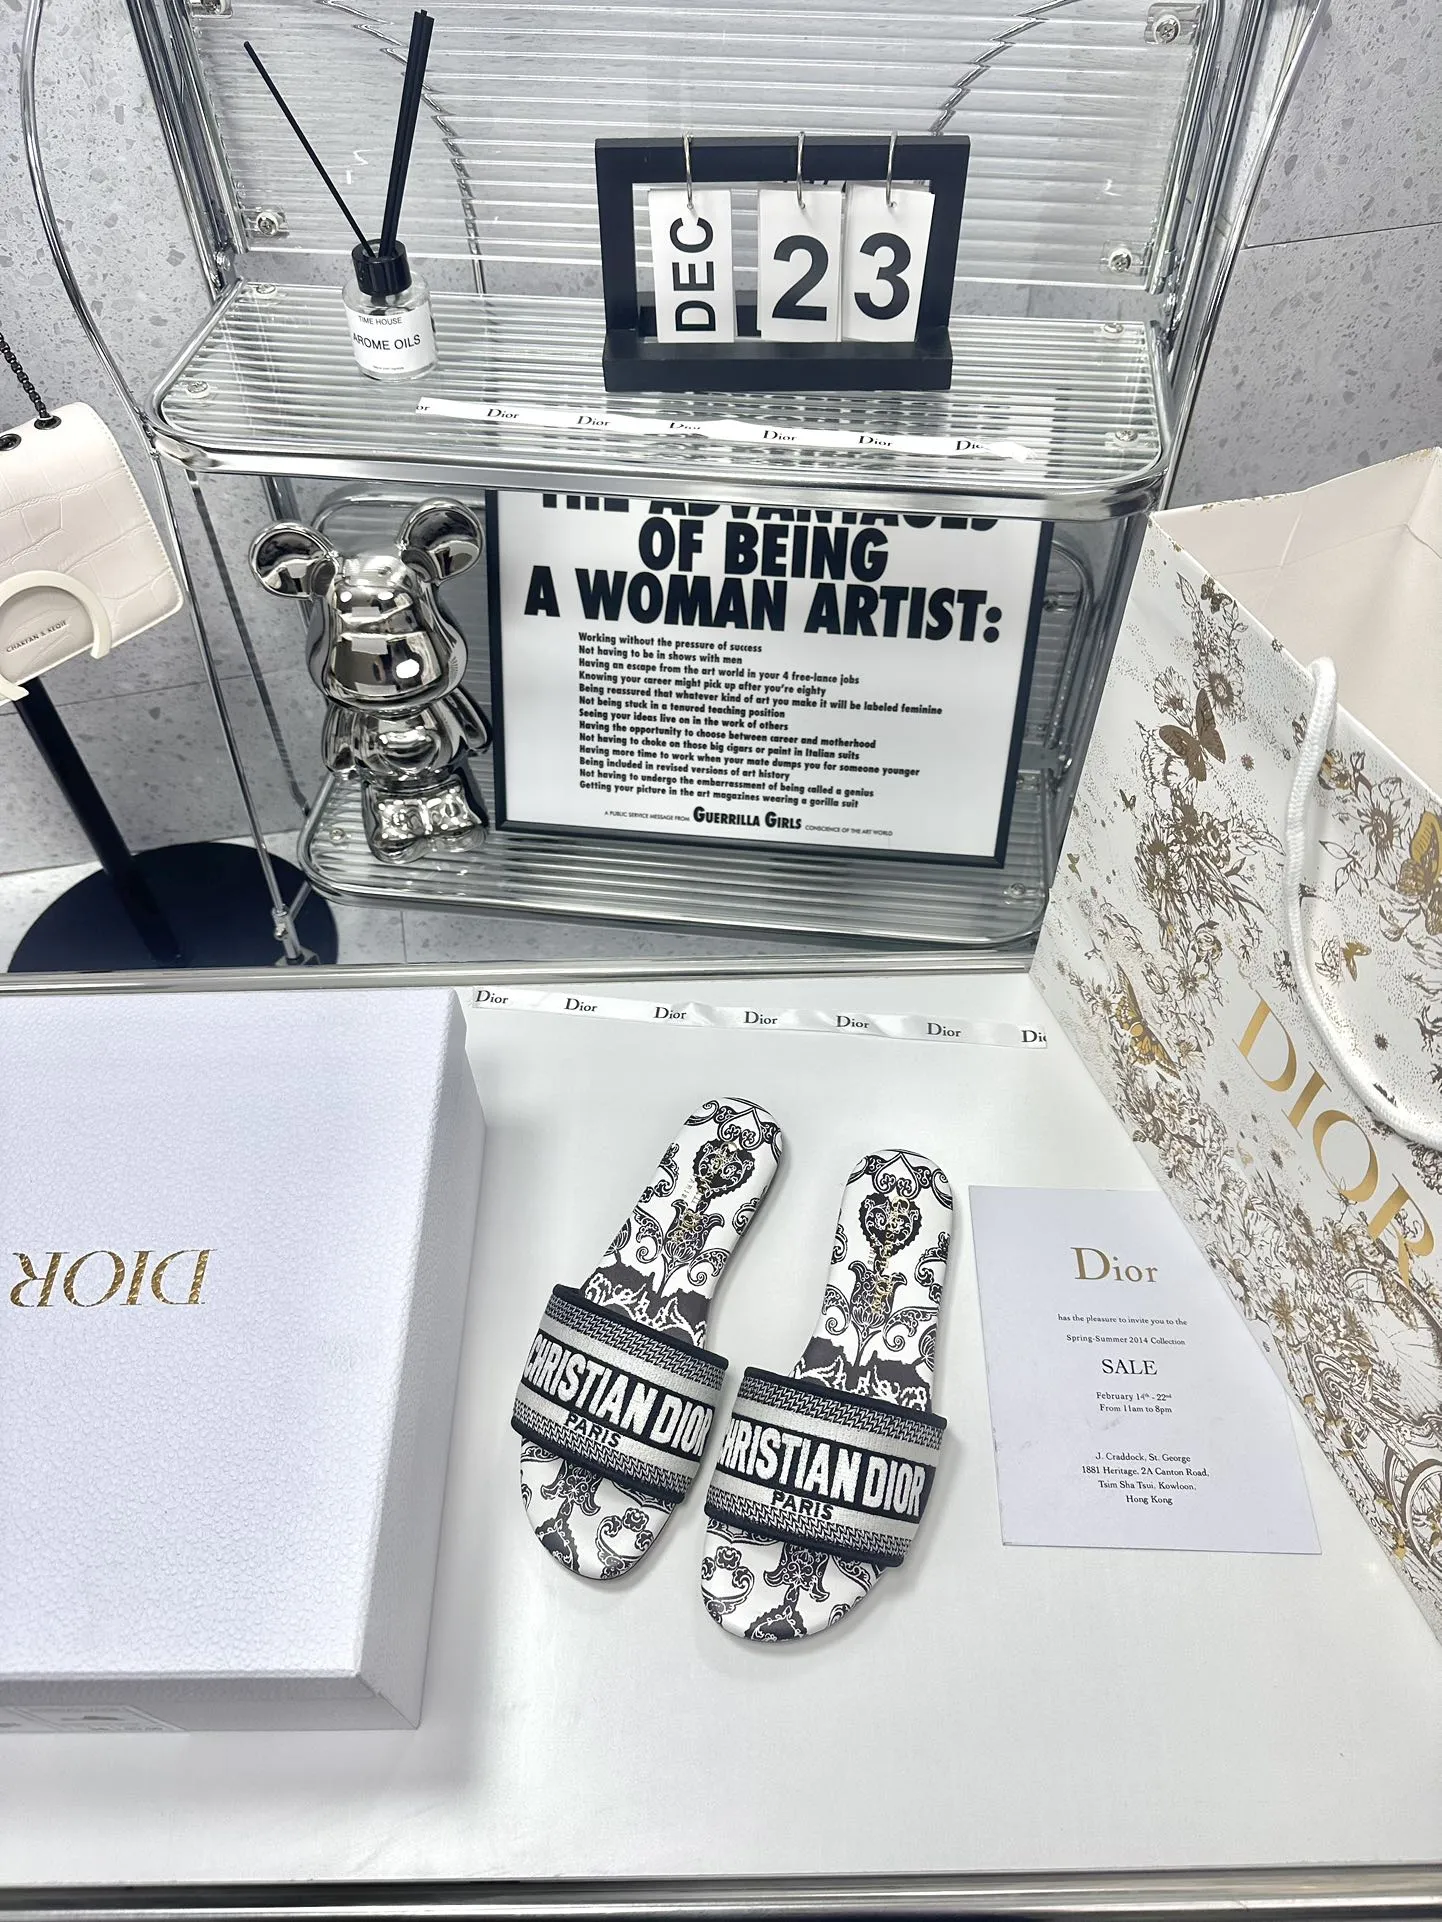 DEC 23
TIME HOUSE
AROME OILS
or Dior Dior Dior Dior Dior Dio
THE ADVANTAGES
OF BEING
A WOMAN ARTIST:
Working without the pressure of success
Not having to be in shows with men
Having an escape from the art world in your 4 free-lance jobs
Knowing your career might pick up after you're eighty
Being reassured that whatever kind of art you make it will be labeled feminine
Not being stuck in a tenured teaching position
Seeing your ideas live on in the work of others
Having the opportunity to choose between career and motherhood
Not having to choke on those big cigars or paint in Italian suits
Having more time to work when your mate dumps you for someone younger
Being included in revised versions of art history
Not having to undergo the embarrassment of being called a genius
Getting your picture in the art magazines wearing a gorilla suit
A PUBLIC SERVICE MESSAGE FROM GUERRILLA GIRLS CONSCIENCE OF THE ART WORLD
Dior Dior Dior Dior Dior Dior Di
DIOR
DIOR
CHRISTIAN DIOR
PARIS
CHRISTIAN DIOR
PARIS
Dior
has the pleasure to invite you to the
Spring-Summer 2014 Collection
SALE
February 14th - 22nd
From 11am to 8pm
J. Craddock, St. George
1881 Heritage, 2A Canton Road,
Tsim Sha Tsui, Kowloon,
Hong Kong